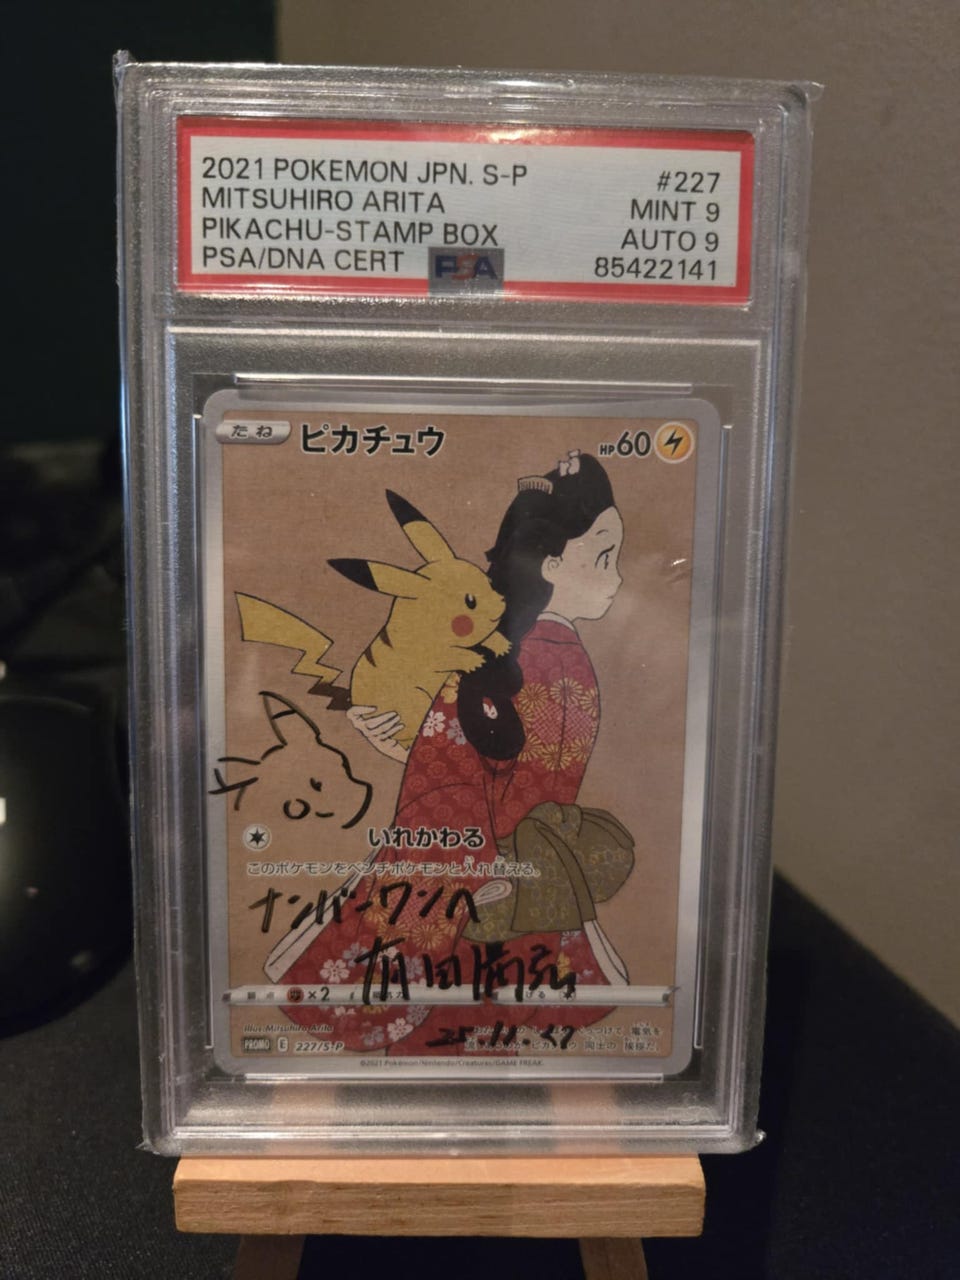 2021 POKEMON JPN. S-P
#227
MITSUHIRO ARITA
MINT 9
PIKACHU-STAMP BOX
AUTO 9
PSA/DNA CERT
PSA
85422141
たね
ピカチュウ
HP60
いれかわる
このポケモンをベンチポケモンと入れ替える。
ナンバーワンへ
有田満弘
×2
Illus. Mitsuhiro Arita
PROMO E 227/S-P
©2021 Pokémon/Nintendo/Creatures/GAME FREAK.